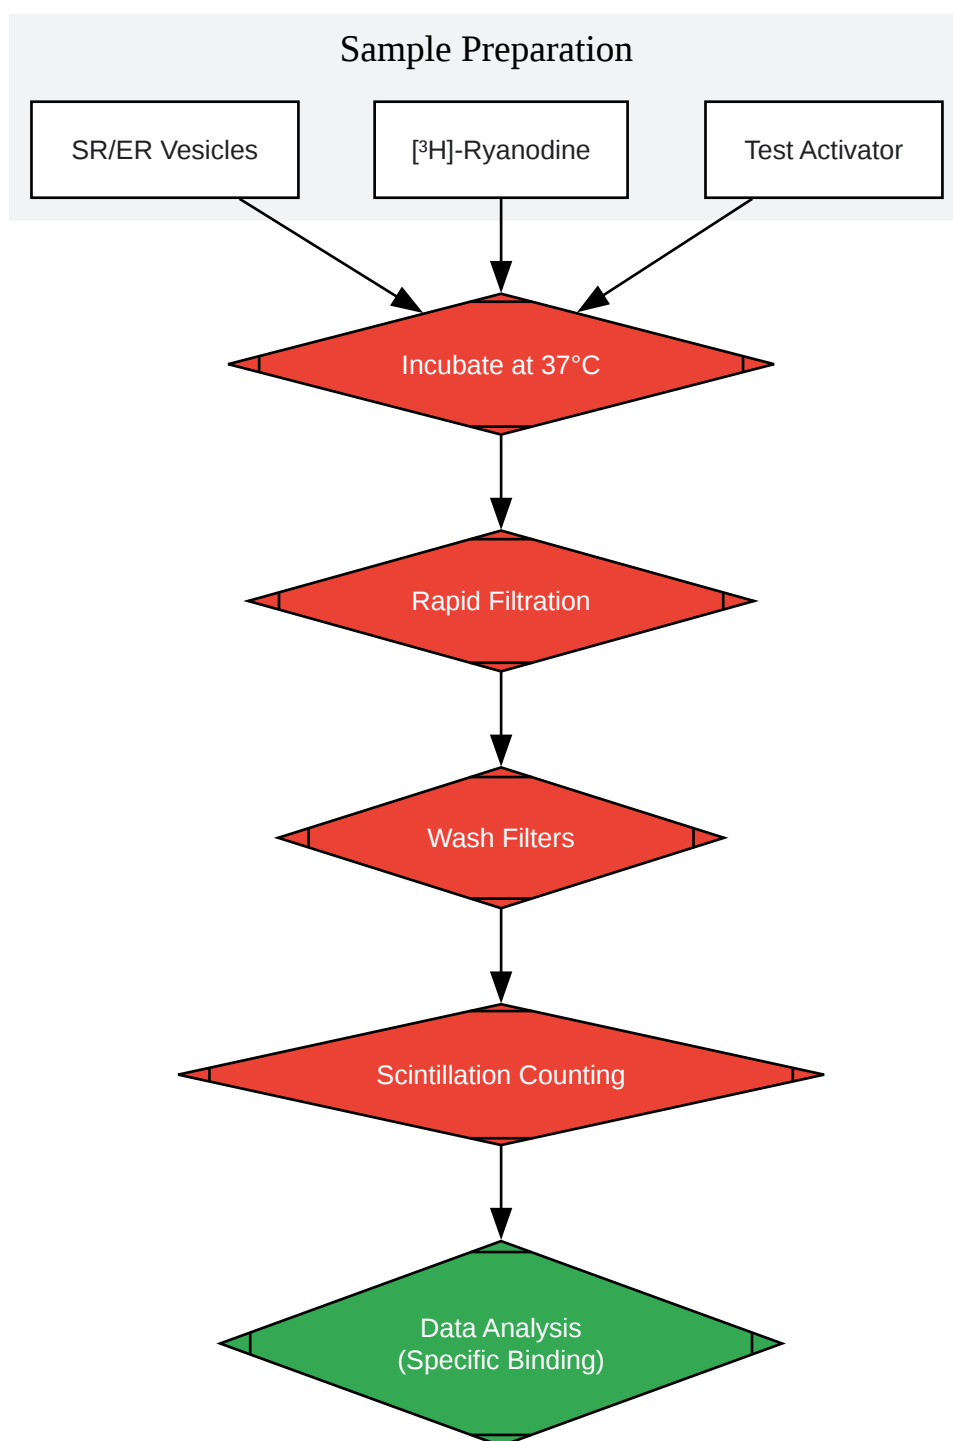 Sample Preparation
SR/ER Vesicles
[³H]-Ryanodine
Test Activator
Incubate at 37°C
Rapid Filtration
Wash Filters
Scintillation Counting
Data Analysis
(Specific Binding)